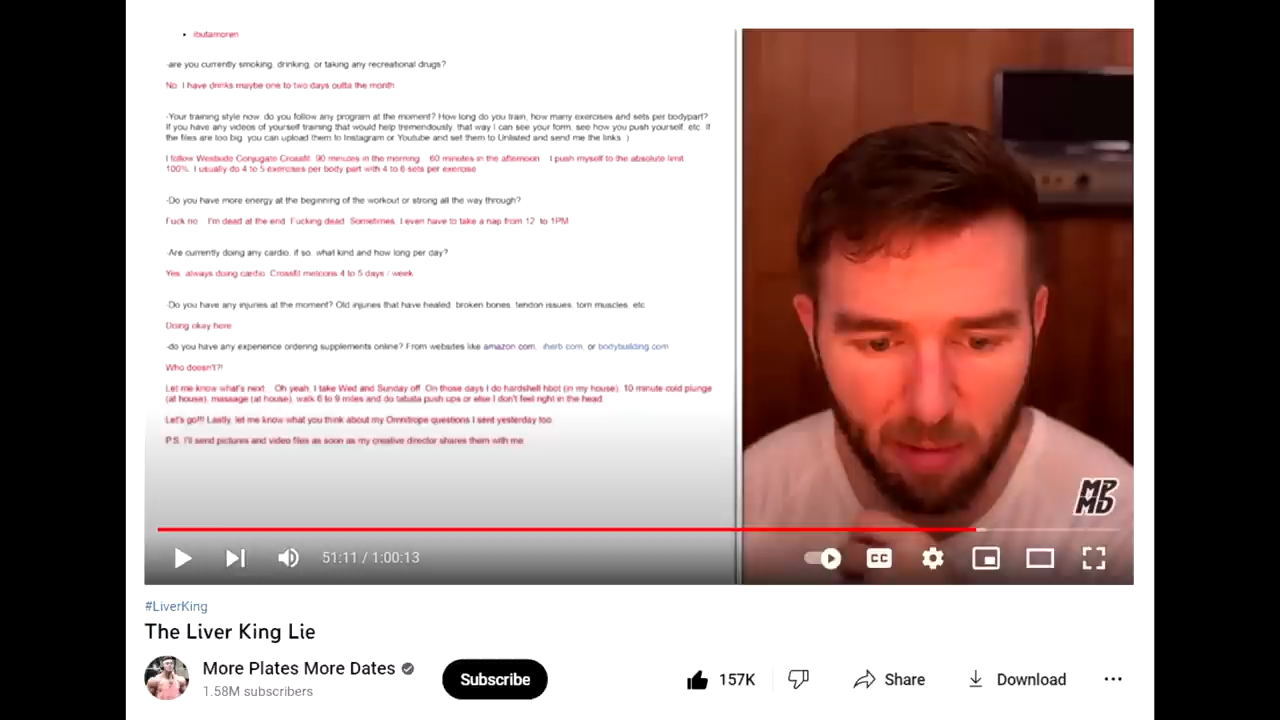 • ibutamoren
-are you currently smoking, drinking, or taking any recreational drugs?
No. I have drinks maybe one to two days outta the month
-Your training style now, do you follow any program at the moment? How long do you train, how many exercises and sets per bodypart?
If you have any videos of yourself training that would help tremendously, that way I can see your form, see how you push yourself, etc. If
the files are too big, you can upload them to Instagram or Youtube and set them to Unlisted and send me the links :)
I follow Westside Conjugate Crossfit. 90 minutes in the morning. 60 minutes in the afternoon. I push myself to the absolute limit
100%. I usually do 4 to 5 exercises per body part with 4 to 6 sets per exercise
-Do you have more energy at the beginning of the workout or strong all the way through?
Fuck no. I'm dead at the end. Fucking dead. Sometimes, I even have to take a nap from 12 to 1PM
-Are currently doing any cardio, if so, what kind and how long per day?
Yes, always doing cardio. Crossfit metcons 4 to 5 days / week
-Do you have any injuries at the moment? Old injuries that have healed, broken bones, tendon issues, torn muscles, etc
Doing okay here
-do you have any experience ordering supplements online? From websites like amazon.com, iherb.com, or bodybuilding.com
Who doesn't?!
Let me know what's next. Oh yeah, I take Wed and Sunday off. On those days I do hardshell hbot (in my house), 10 minute cold plunge
(at house), massage (at house), walk 6 to 9 miles and do tabata push ups or else I don't feel right in the head.
Let's go!!! Lastly, let me know what you think about my Omnitrope questions I sent yesterday too.
P.S. I'll send pictures and video files as soon as my creative director shares them with me.
MP
MD
51:11 / 1:00:13
CC
#LiverKing
The Liver King Lie
More Plates More Dates
1.58M subscribers
Subscribe
157K
Share
Download